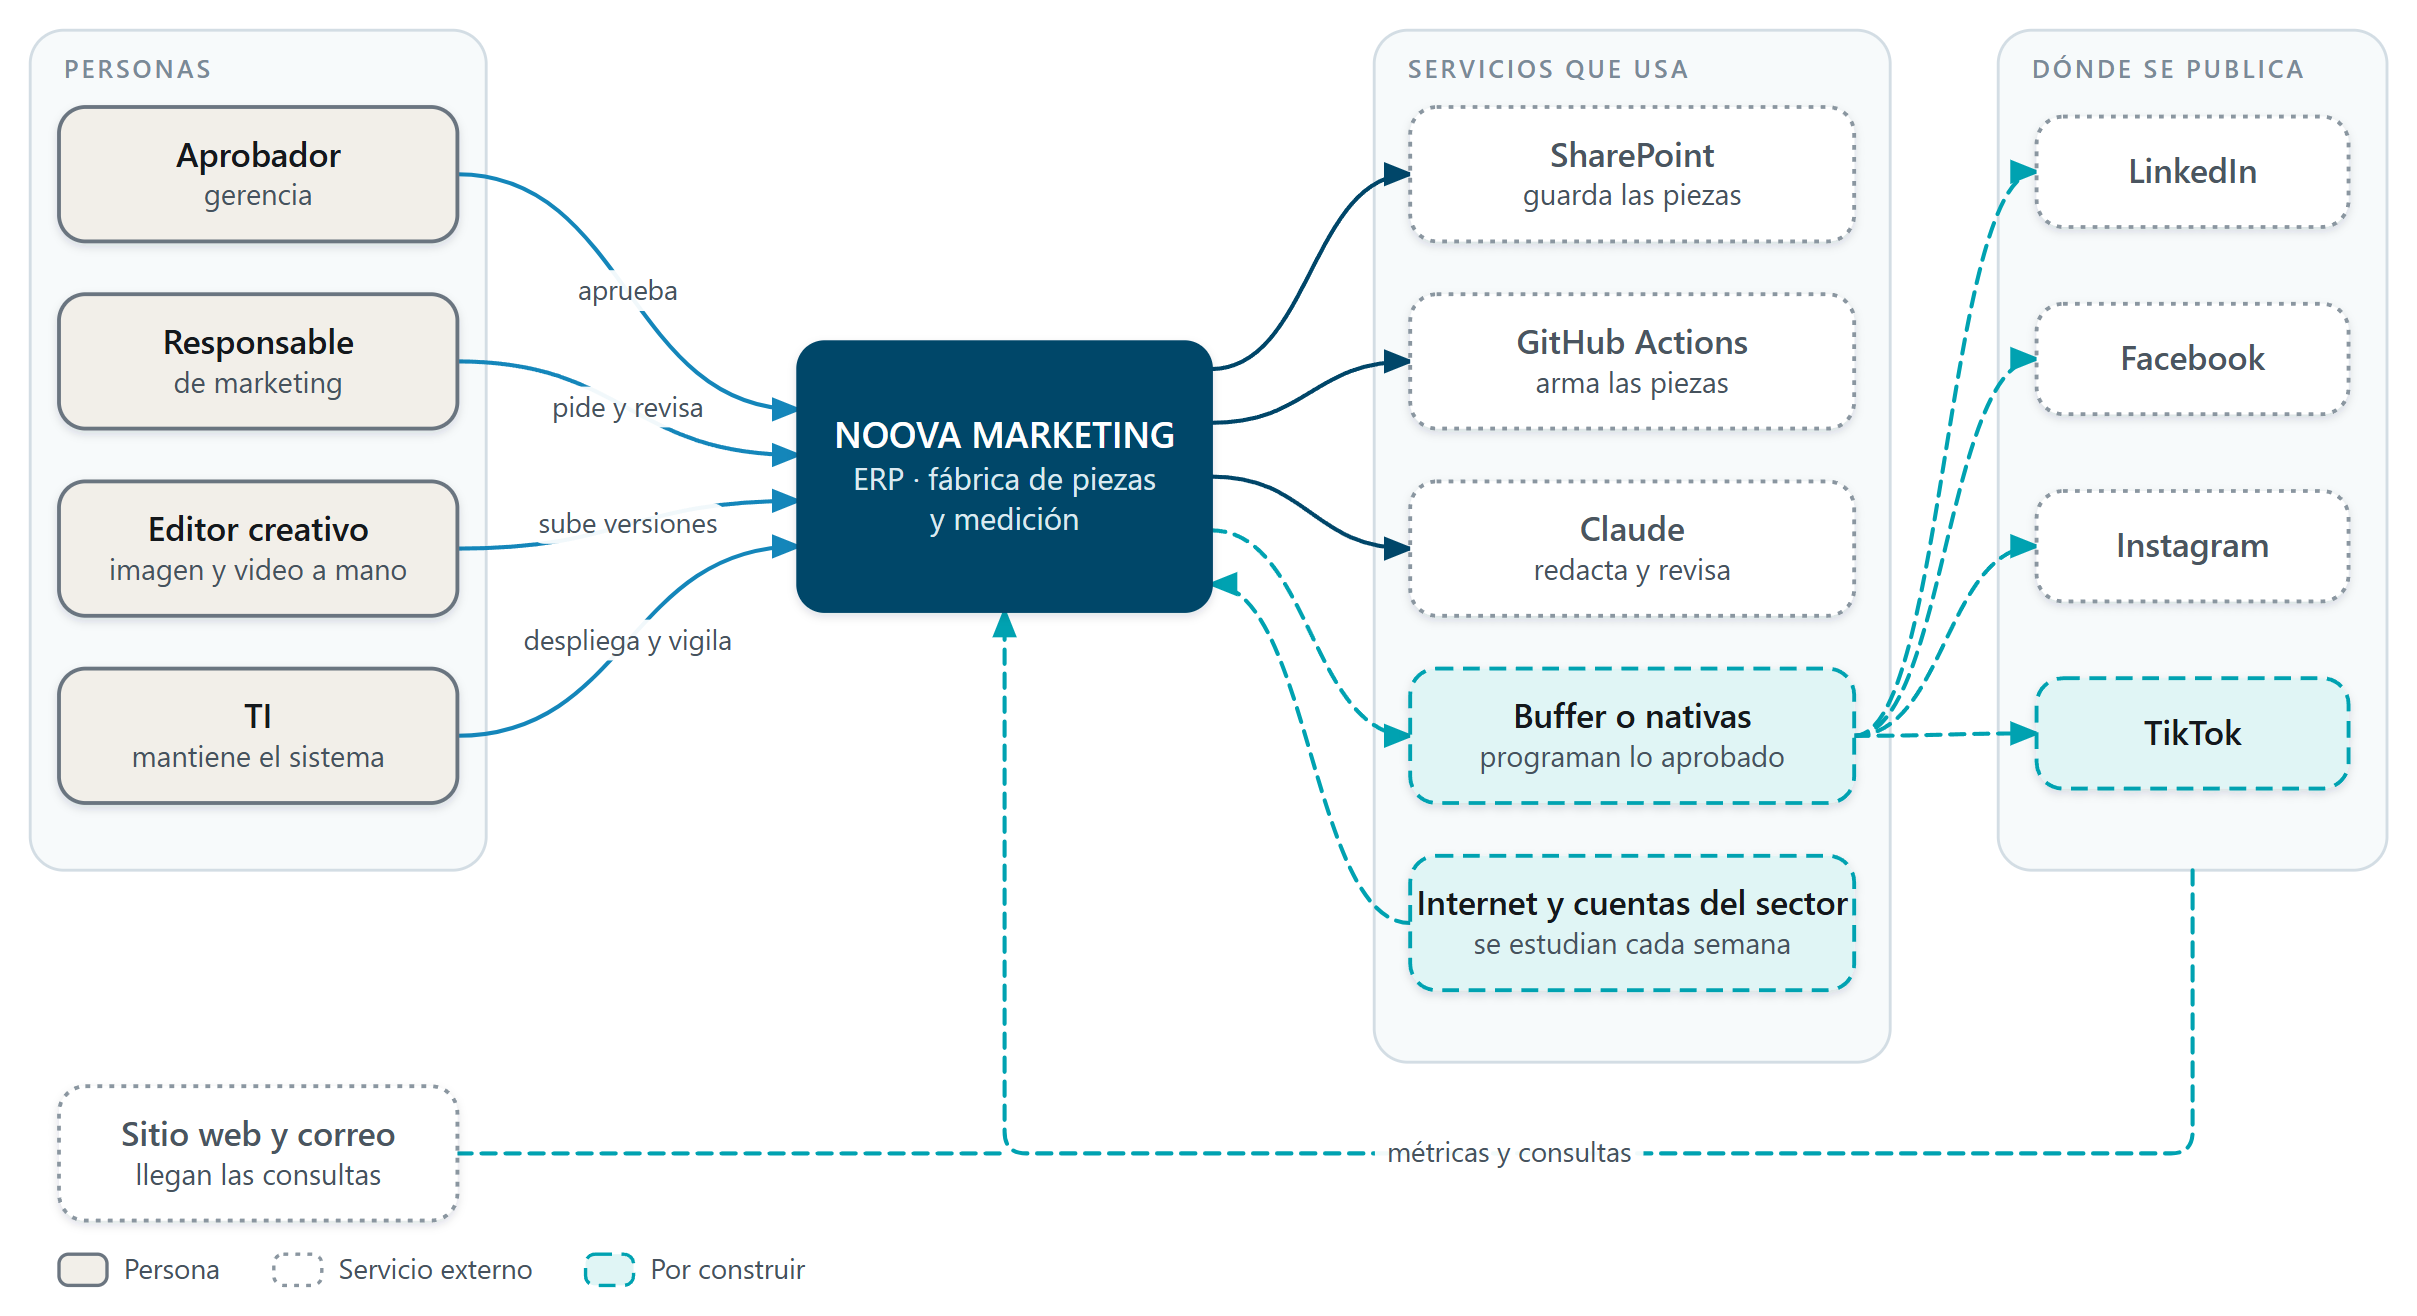 PERSONAS
Aprobador
gerencia
Responsable
de marketing
Editor creativo
imagen y video a mano
TI
mantiene el sistema
aprueba
pide y revisa
sube versiones
despliega y vigila
NOOVA MARKETING
ERP · fábrica de piezas
y medición
SERVICIOS QUE USA
SharePoint
guarda las piezas
GitHub Actions
arma las piezas
Claude
redacta y revisa
Buffer o nativas
programan lo aprobado
Internet y cuentas del sector
se estudian cada semana
DÓNDE SE PUBLICA
LinkedIn
Facebook
Instagram
TikTok
Sitio web y correo
llegan las consultas
métricas y consultas
Persona
Servicio externo
Por construir